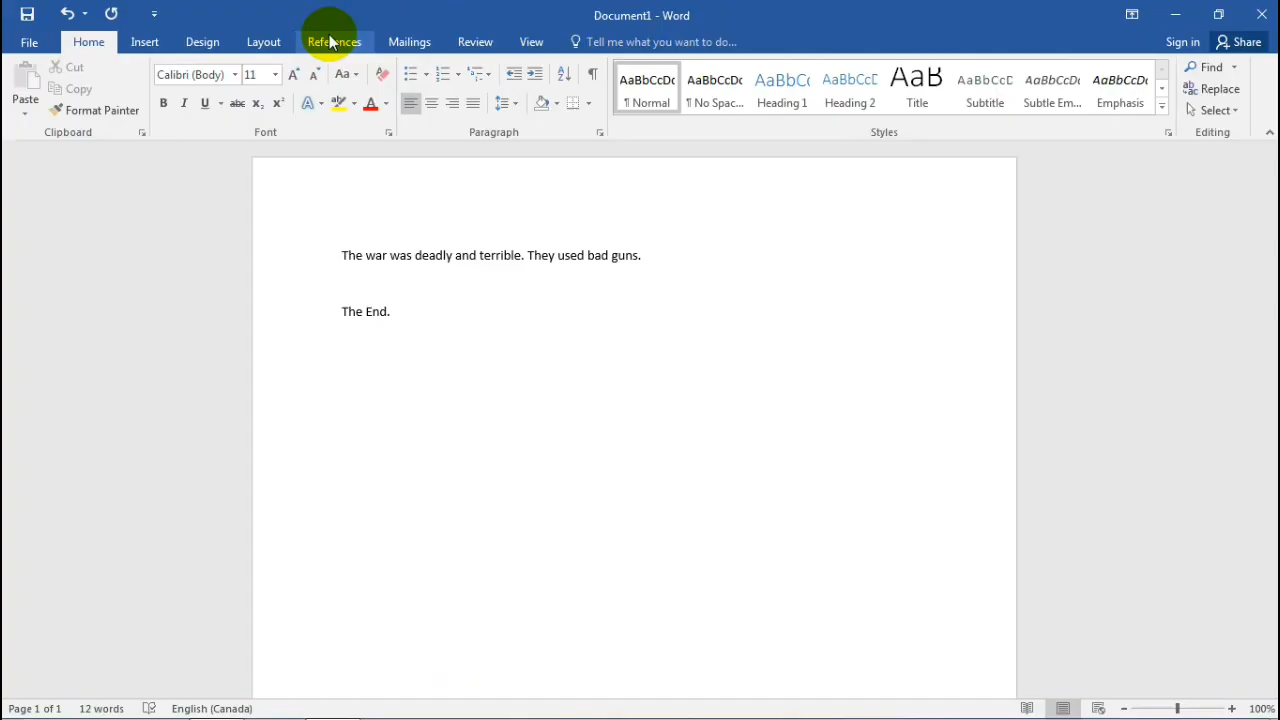 Document1 - Word
File Home Insert Design Layout References Mailings Review View Tell me what you want to do... Sign in Share
Paste
Cut
Copy
Format Painter
Clipboard
Calibri (Body) 11
Font
Paragraph
AaBbCcDc AaBbCcDc AaBbC( AaBbCcD AaB AaBbCcD AaBbCcDc AaBbCcDc
¶ Normal ¶ No Spac... Heading 1 Heading 2 Title Subtitle Subtle Em... Emphasis
Styles
Find
Replace
Select
Editing
The war was deadly and terrible. They used bad guns.
The End.
Page 1 of 1 12 words English (Canada) 100%